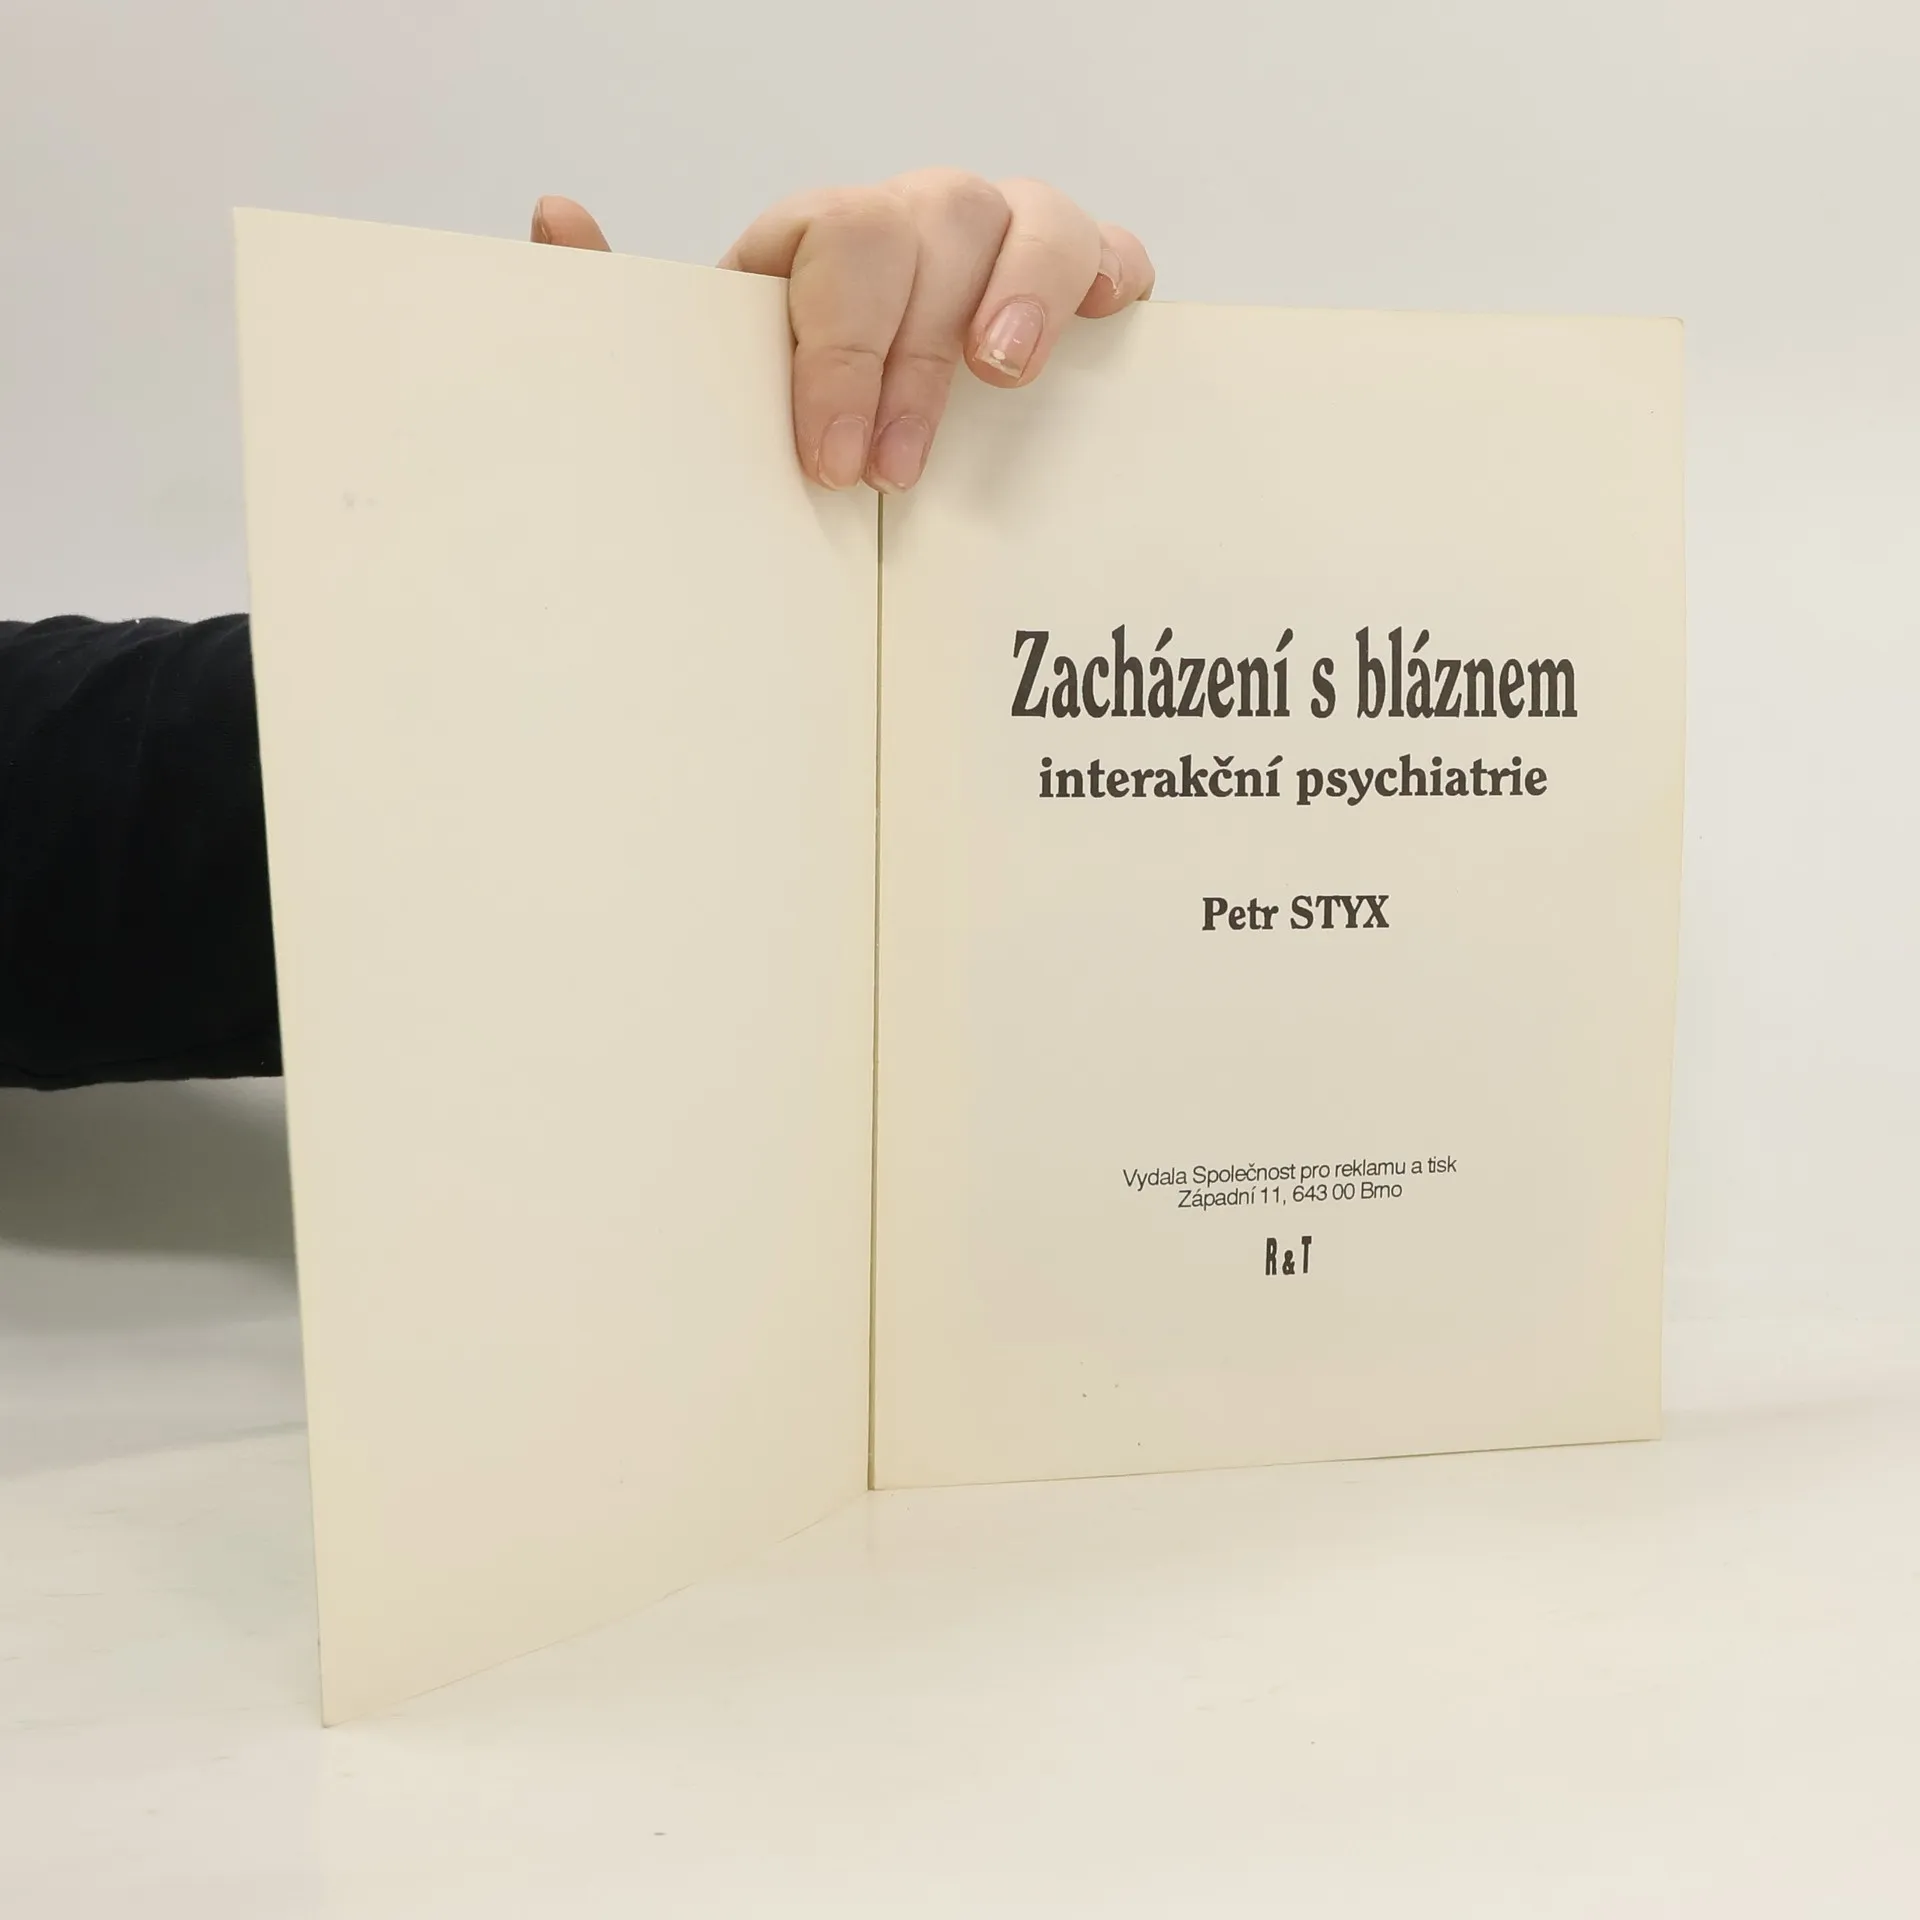 Zacházení s bláznem
interakční psychiatrie
Petr STYX
Vydala Společnost pro reklamu a tisk
Západní 11, 643 00 Brno
R & T